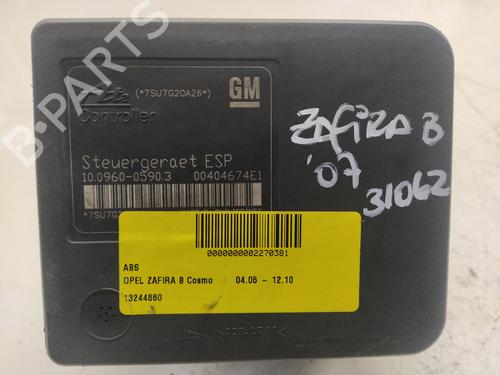 Ate
(*7SU7G20A26*)
GM
Controller
Steuergeraet ESP
10.0960-0590.3 00404674E1
ZAFIRA B
'07
31062
0000000002270381
ABS
OPEL ZAFIRA B Cosmo 04.05 - 12.10
13244860
B-PARTS